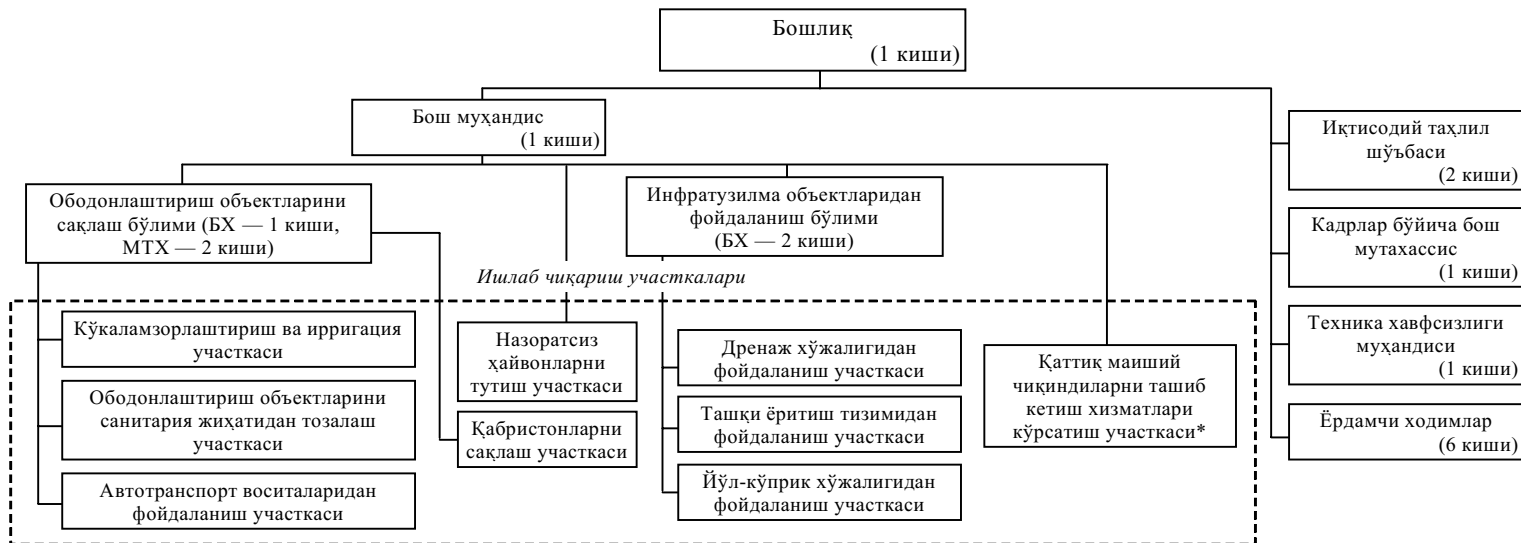 Бошлиқ
(1 киши)
Бош муҳандис
(1 киши)
Иқтисодий таҳлил
шўъбаси
(2 киши)
Ободонлаштириш объектларини
сақлаш бўлими (БХ — 1 киши,
МТХ — 2 киши)
Инфратузилма объектларидан
фойдаланиш бўлими
(БХ — 2 киши)
Кадрлар бўйича бош
мутахассис
(1 киши)
Ишлаб чиқариш участкалари
Кўкаламзорлаштириш ва ирригация
участкаси
Назоратсиз
ҳайвонларни
тутиш участкаси
Дренаж хўжалигидан
фойдаланиш участкаси
Қаттиқ маиший
чиқиндиларни ташиб
кетиш хизматлари
кўрсатиш участкаси*
Техника хавфсизлиги
муҳандиси
(1 киши)
Ободонлаштириш объектларини
санитария жиҳатидан тозалаш
участкаси
Қабристонларни
сақлаш участкаси
Ташқи ёритиш тизимидан
фойдаланиш участкаси
Ёрдамчи ходимлар
(6 киши)
Автотранспорт воситаларидан
фойдаланиш участкаси
Йўл-кўприк хўжалигидан
фойдаланиш участкаси